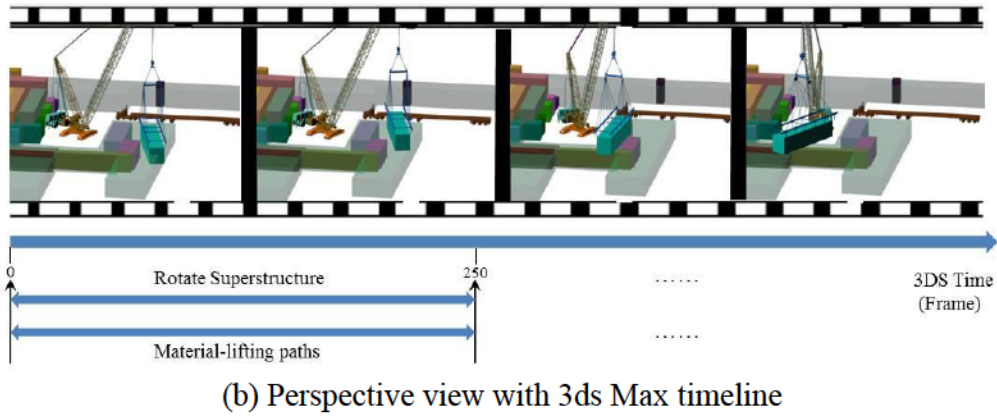 0
250
Rotate Superstructure
......
3DS Time
(Frame)
Material-lifting paths
......
(b) Perspective view with 3ds Max timeline